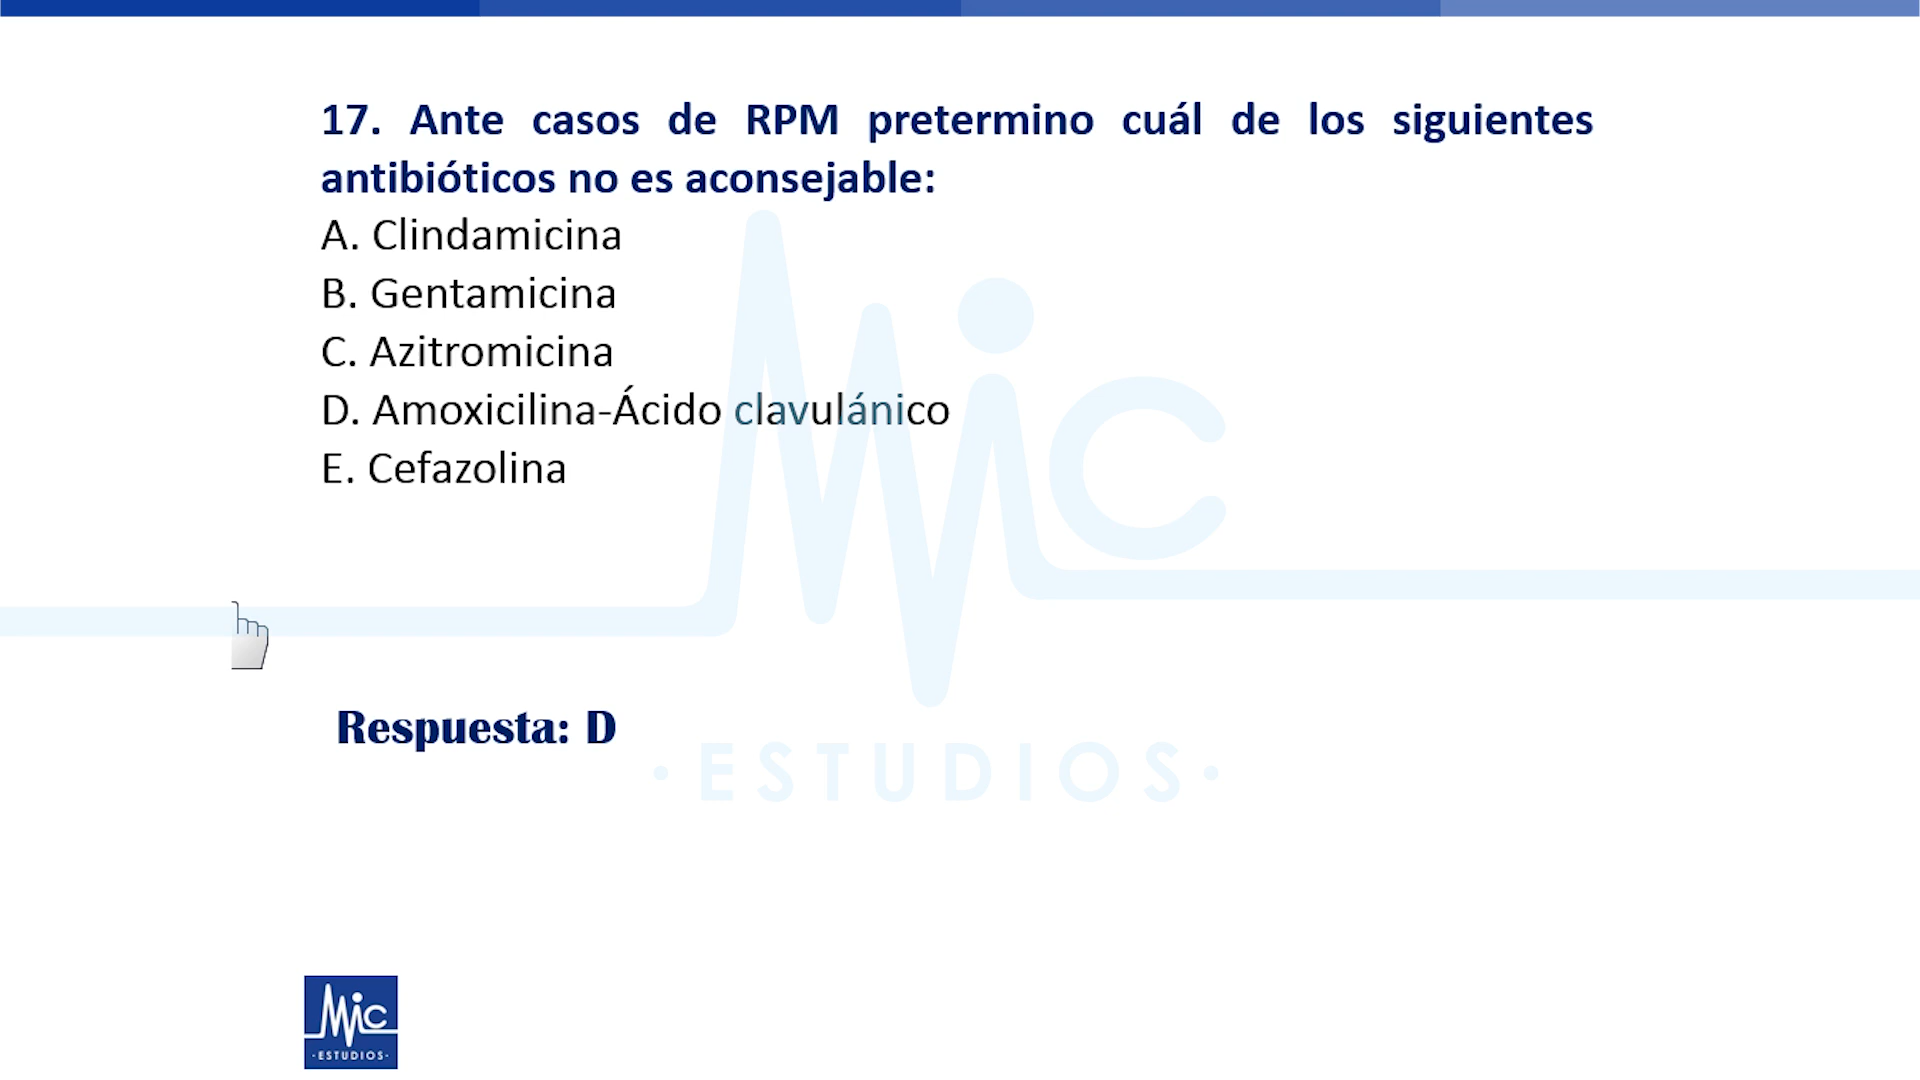 17. Ante casos de RPM pretermino cuál de los siguientes
antibióticos no es aconsejable:
A. Clindamicina
B. Gentamicina
C. Azitromicina
D. Amoxicilina-Ácido clavulánico
E. Cefazolina
Mic
Respuesta: D
· ESTUDIOS ·
Mic
·ESTUDIOS·